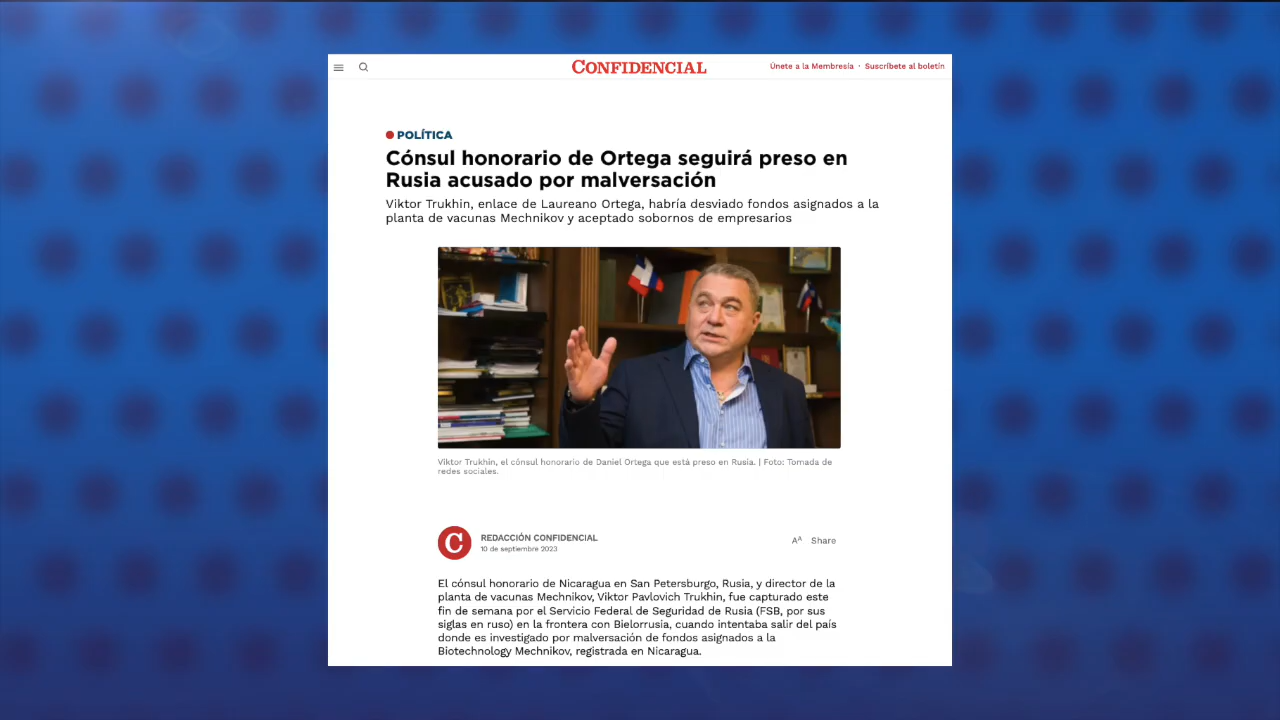 CONFIDENCIAL
Únete a la Membresía · Suscríbete al boletín
POLÍTICA
Cónsul honorario de Ortega seguirá preso en
Rusia acusado por malversación
Viktor Trukhin, enlace de Laureano Ortega, habría desviado fondos asignados a la
planta de vacunas Mechnikov y aceptado sobornos de empresarios
Viktor Trukhin, el cónsul honorario de Daniel Ortega que está preso en Rusia. | Foto: Tomada de
redes sociales.
C
REDACCIÓN CONFIDENCIAL
10 de septiembre 2023
AA Share
El cónsul honorario de Nicaragua en San Petersburgo, Rusia, y director de la
planta de vacunas Mechnikov, Viktor Pavlovich Trukhin, fue capturado este
fin de semana por el Servicio Federal de Seguridad de Rusia (FSB, por sus
siglas en ruso) en la frontera con Bielorrusia, cuando intentaba salir del país
donde es investigado por malversación de fondos asignados a la
Biotechnology Mechnikov, registrada en Nicaragua.